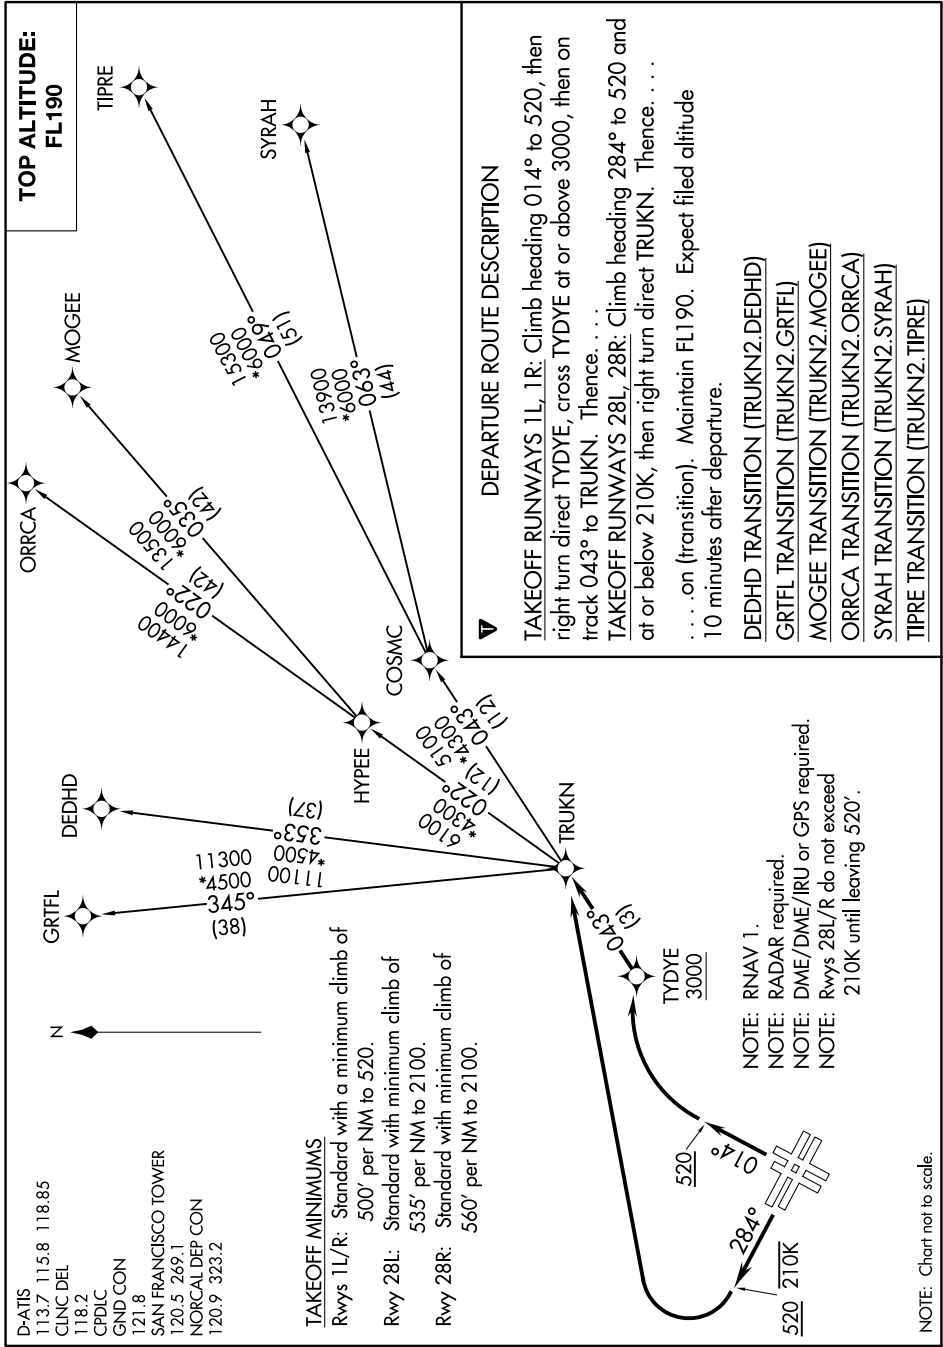 TOP ALTITUDE:
FL190
D-ATIS
113.7 115.8 118.85
CLNC DEL
118.2
CPDLC
GND CON
121.8
SAN FRANCISCO TOWER
120.5 269.1
NORCAL DEP CON
120.9 323.2
N
TAKEOFF MINIMUMS
Rwys 1L/R: Standard with a minimum climb of
500' per NM to 520.
Rwy 28L: Standard with minimum climb of
535' per NM to 2100.
Rwy 28R: Standard with minimum climb of
560' per NM to 2100.
GRTFL
11300
*4500
345°
(38)
DEDHD
(37)
353°
*4500
11100
ORRCA
14400
*6000
022°
(42)
MOGEE
13500
*6000
035°
(42)
HYPEE
6100
*4300
022°
(12)
TIPRE
15300
*6000
049°
(51)
SYRAH
13900
*6000
063°
(44)
COSMC
5100
*4300
043°
(12)
TRUKN
043°
(3)
TYDYE
3000
520
014°
284°
520 210K
NOTE: RNAV 1.
NOTE: RADAR required.
NOTE: DME/DME/IRU or GPS required.
NOTE: Rwys 28L/R do not exceed
210K until leaving 520'.
NOTE: Chart not to scale.
T
DEPARTURE ROUTE DESCRIPTION
TAKEOFF RUNWAYS 1L, 1R: Climb heading 014° to 520, then
right turn direct TYDYE, cross TYDYE at or above 3000, then on
track 043° to TRUKN. Thence. . . .
TAKEOFF RUNWAYS 28L, 28R: Climb heading 284° to 520 and
at or below 210K, then right turn direct TRUKN. Thence. . . .
. . . .on (transition). Maintain FL190. Expect filed altitude
10 minutes after departure.
DEDHD TRANSITION (TRUKN2.DEDHD)
GRTFL TRANSITION (TRUKN2.GRTFL)
MOGEE TRANSITION (TRUKN2.MOGEE)
ORRCA TRANSITION (TRUKN2.ORRCA)
SYRAH TRANSITION (TRUKN2.SYRAH)
TIPRE TRANSITION (TRUKN2.TIPRE)